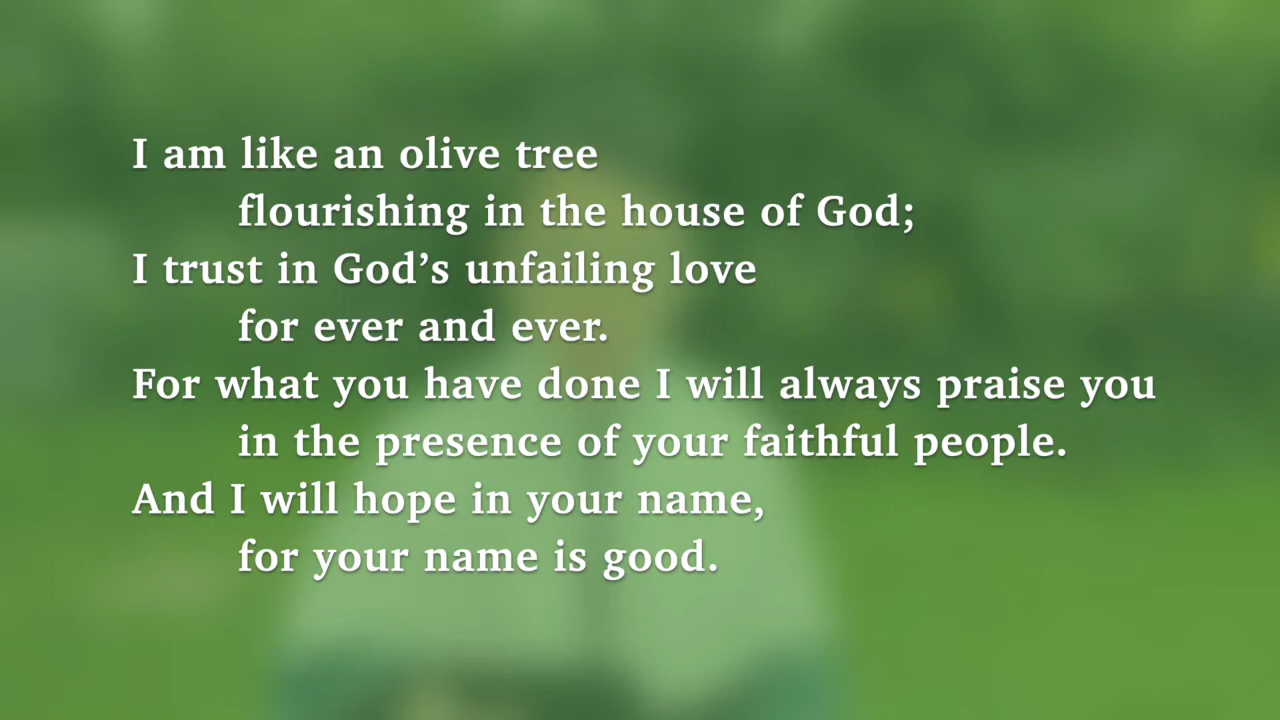 I am like an olive tree
flourishing in the house of God;
I trust in God’s unfailing love
for ever and ever.
For what you have done I will always praise you
in the presence of your faithful people.
And I will hope in your name,
for your name is good.